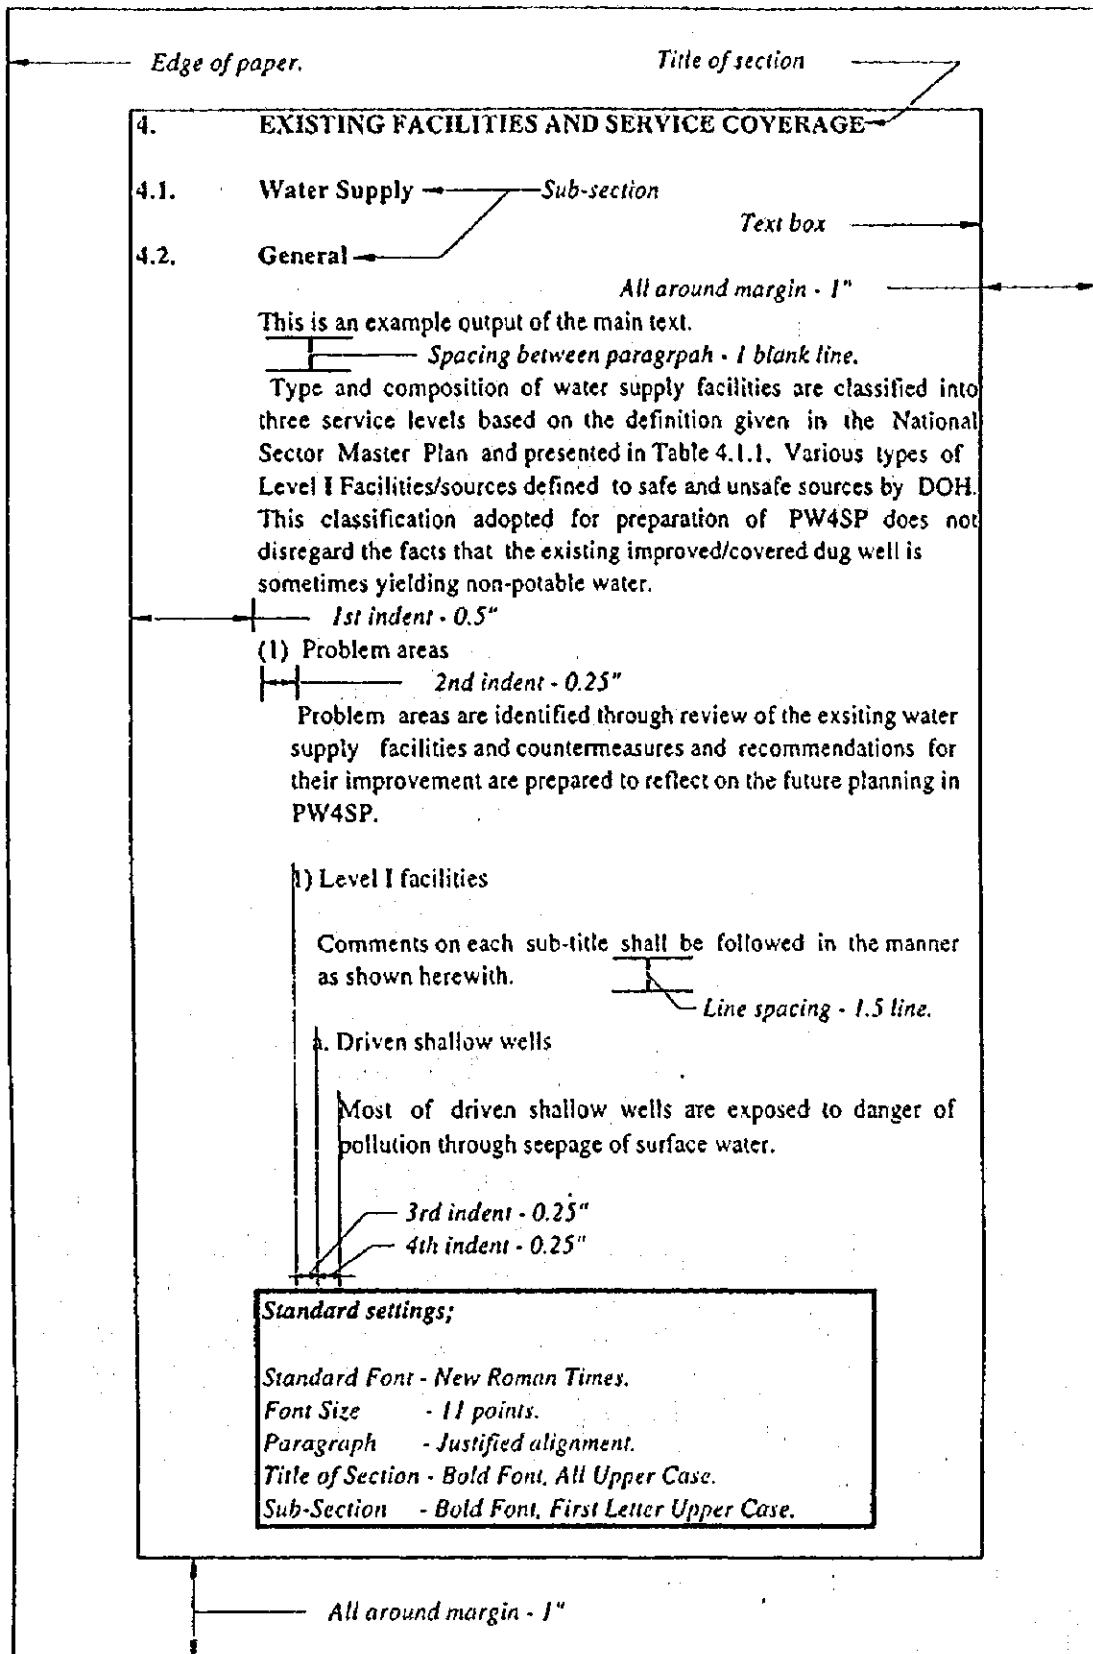 Edge of paper. Title of section
4. EXISTING FACILITIES AND SERVICE COVERAGE
4.1. Water Supply Sub-section
Text box
4.2. General
All around margin - 1"
This is an example output of the main text.
Spacing between paragrpah - 1 blank line.
Type and composition of water supply facilities are classified into
three service levels based on the definition given in the National
Sector Master Plan and presented in Table 4.1.1. Various types of
Level I Facilities/sources defined to safe and unsafe sources by DOH.
This classification adopted for preparation of PW4SP does not
disregard the facts that the existing improved/covered dug well is
sometimes yielding non-potable water.
1st indent - 0.5"
(1) Problem areas
2nd indent - 0.25"
Problem areas are identified through review of the exsiting water
supply facilities and countermeasures and recommendations for
their improvement are prepared to reflect on the future planning in
PW4SP.
1) Level I facilities
Comments on each sub-title shall be followed in the manner
as shown herewith.
Line spacing - 1.5 line.
a. Driven shallow wells
Most of driven shallow wells are exposed to danger of
pollution through seepage of surface water.
3rd indent - 0.25"
4th indent - 0.25"
Standard settings;
Standard Font - New Roman Times.
Font Size - 11 points.
Paragraph - Justified alignment.
Title of Section - Bold Font, All Upper Case.
Sub-Section - Bold Font, First Letter Upper Case.
All around margin - 1"